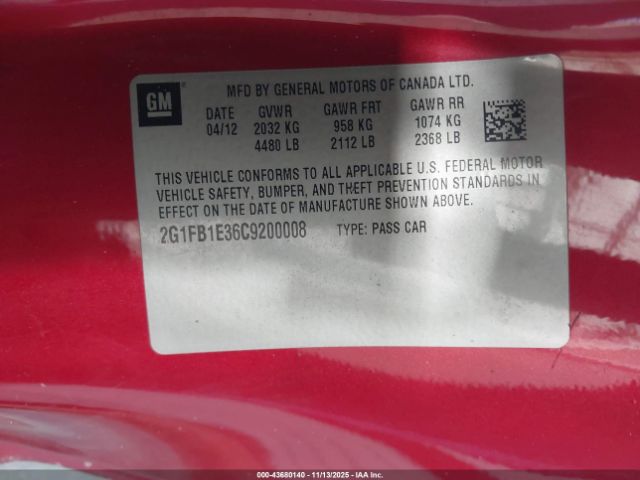 GM
MFD BY GENERAL MOTORS OF CANADA LTD.
DATE GVWR GAWR FRT GAWR RR
04/12 2032 KG 958 KG 1074 KG
4480 LB 2112 LB 2368 LB
THIS VEHICLE CONFORMS TO ALL APPLICABLE U.S. FEDERAL MOTOR
VEHICLE SAFETY, BUMPER, AND THEFT PREVENTION STANDARDS IN
EFFECT ON THE DATE OF MANUFACTURE SHOWN ABOVE.
2G1FB1E36C9200008 TYPE: PASS CAR
000-43680140 - 11/13/2025 - IAA Inc.